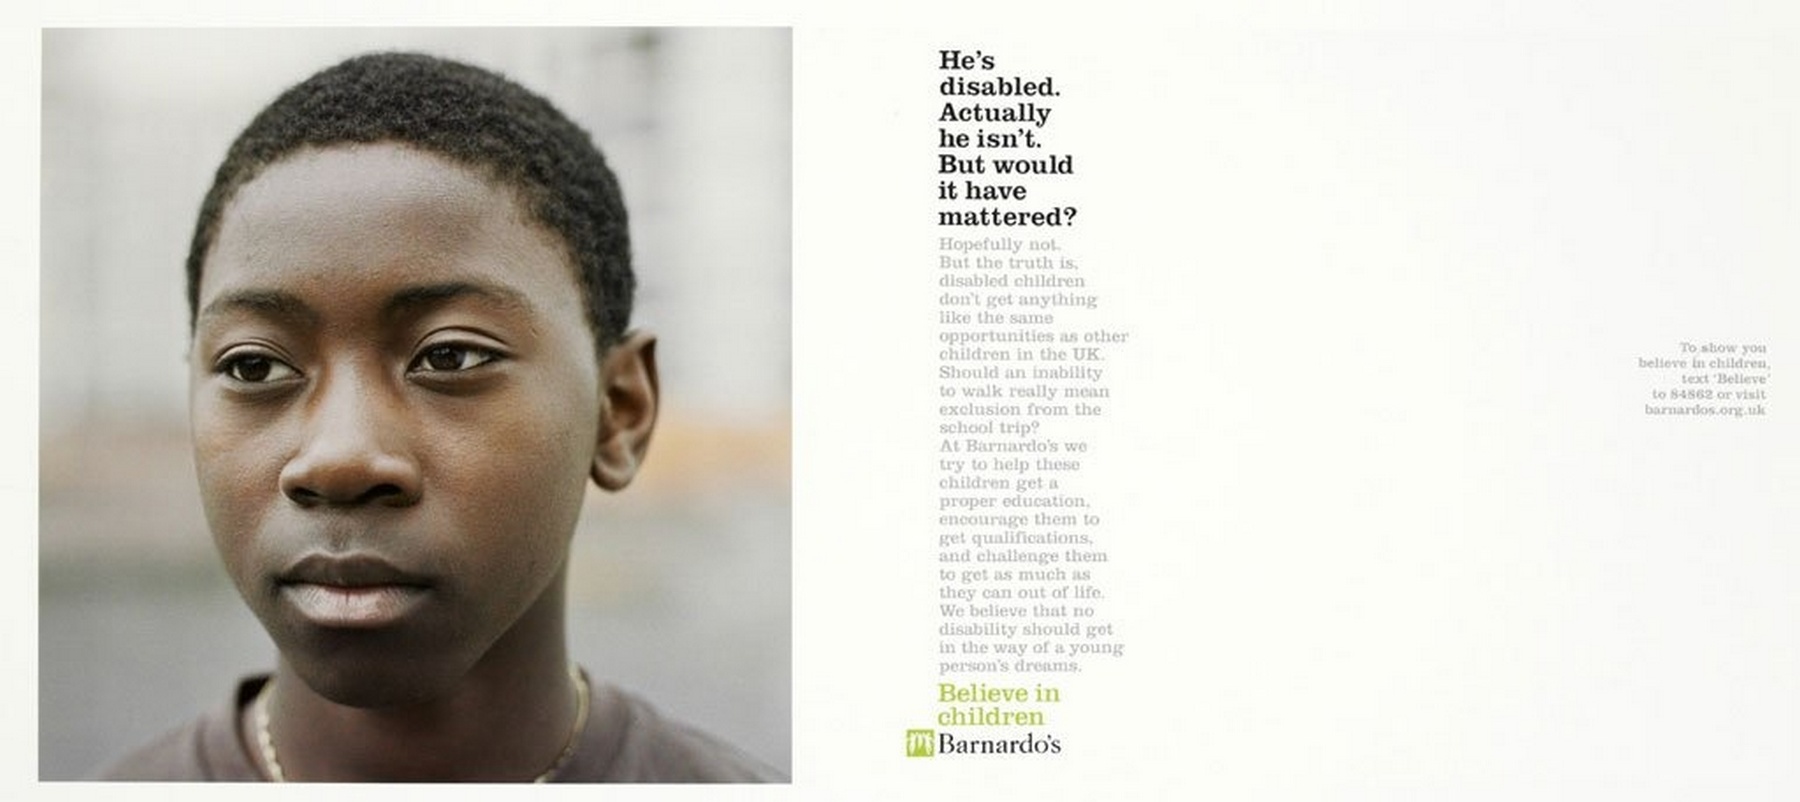 He's
disabled.
Actually
he isn't.
But would
it have
mattered?
Hopefully not.
But the truth is,
disabled children
don't get anything
like the same
opportunities as other
children in the UK.
Should an inability
to walk really mean
exclusion from the
school trip?
At Barnardo's we
try to help these
children get a
proper education,
encourage them to
get qualifications,
and challenge them
to get as much as
they can out of life.
We believe that no
disability should get
in the way of a young
person's dreams.
Believe in
children
Barnardo's
To show you
believe in children,
text 'Believe'
to 84862 or visit
barnardos.org.uk